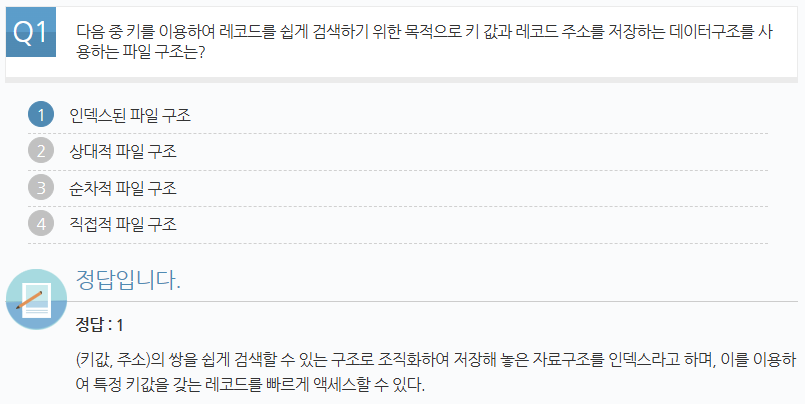 Q1
다음 중 키를 이용하여 레코드를 쉽게 검색하기 위한 목적으로 키 값과 레코드 주소를 저장하는 데이터구조를 사
용하는 파일 구조는?
1 인덱스된 파일 구조
2 상대적 파일 구조
3 순차적 파일 구조
4 직접적 파일 구조
정답입니다.
정답 : 1
(키값, 주소)의 쌍을 쉽게 검색할 수 있는 구조로 조직화하여 저장해 놓은 자료구조를 인덱스라고 하며, 이를 이용하
여 특정 키값을 갖는 레코드를 빠르게 액세스할 수 있다.